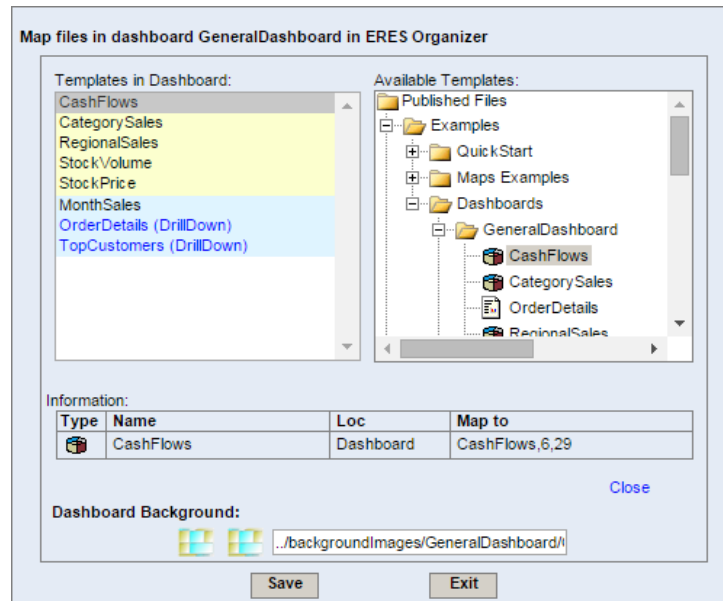 Map files in dashboard GeneralDashboard in ERES Organizer
Templates in Dashboard:
CashFlows
CategorySales
RegionalSales
StockVolume
StockPrice
MonthSales
OrderDetails (DrillDown)
TopCustomers (DrillDown)
Available Templates:
Published Files
Examples
QuickStart
Maps Examples
Dashboards
GeneralDashboard
CashFlows
CategorySales
OrderDetails
RegionalSales
Information:
Type Name Loc Map to
CashFlows Dashboard CashFlows,6,29
Close
Dashboard Background:
../backgroundImages/GeneralDashboard/
Save Exit